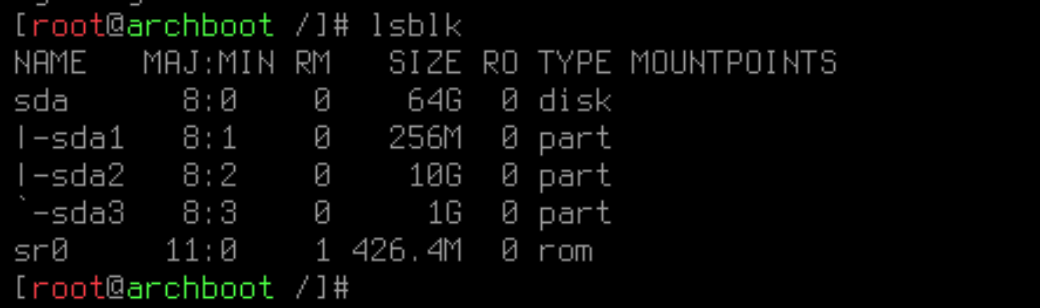 [root@archboot /]# lsblk
NAME   MAJ:MIN RM   SIZE RO TYPE MOUNTPOINTS
sda      8:0    0    64G  0 disk
|-sda1   8:1    0   256M  0 part
|-sda2   8:2    0    10G  0 part
`-sda3   8:3    0     1G  0 part
sr0     11:0    1 426.4M  0 rom
[root@archboot /]#